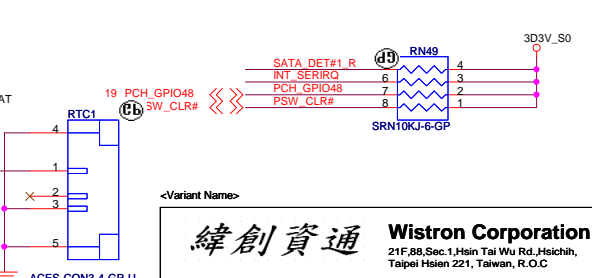 3D3V_S0
RN49
SATA_DET#1_R 4
INT_SERIRQ 6 3
PCH_GPIO48 7 2
PSW_CLR# 8 1
SRN10KJ-6-GP
AT
19 PCH_GPIO48
SW_CLR#
RTC1
4
1
2
3
5
ACES-CON3-4-GP-U
<Variant Name>
緯創資通
Wistron Corporation
21F,88,Sec.1,Hsin Tai Wu Rd.,Hsichih,
Taipei Hsien 221, Taiwan, R.O.C